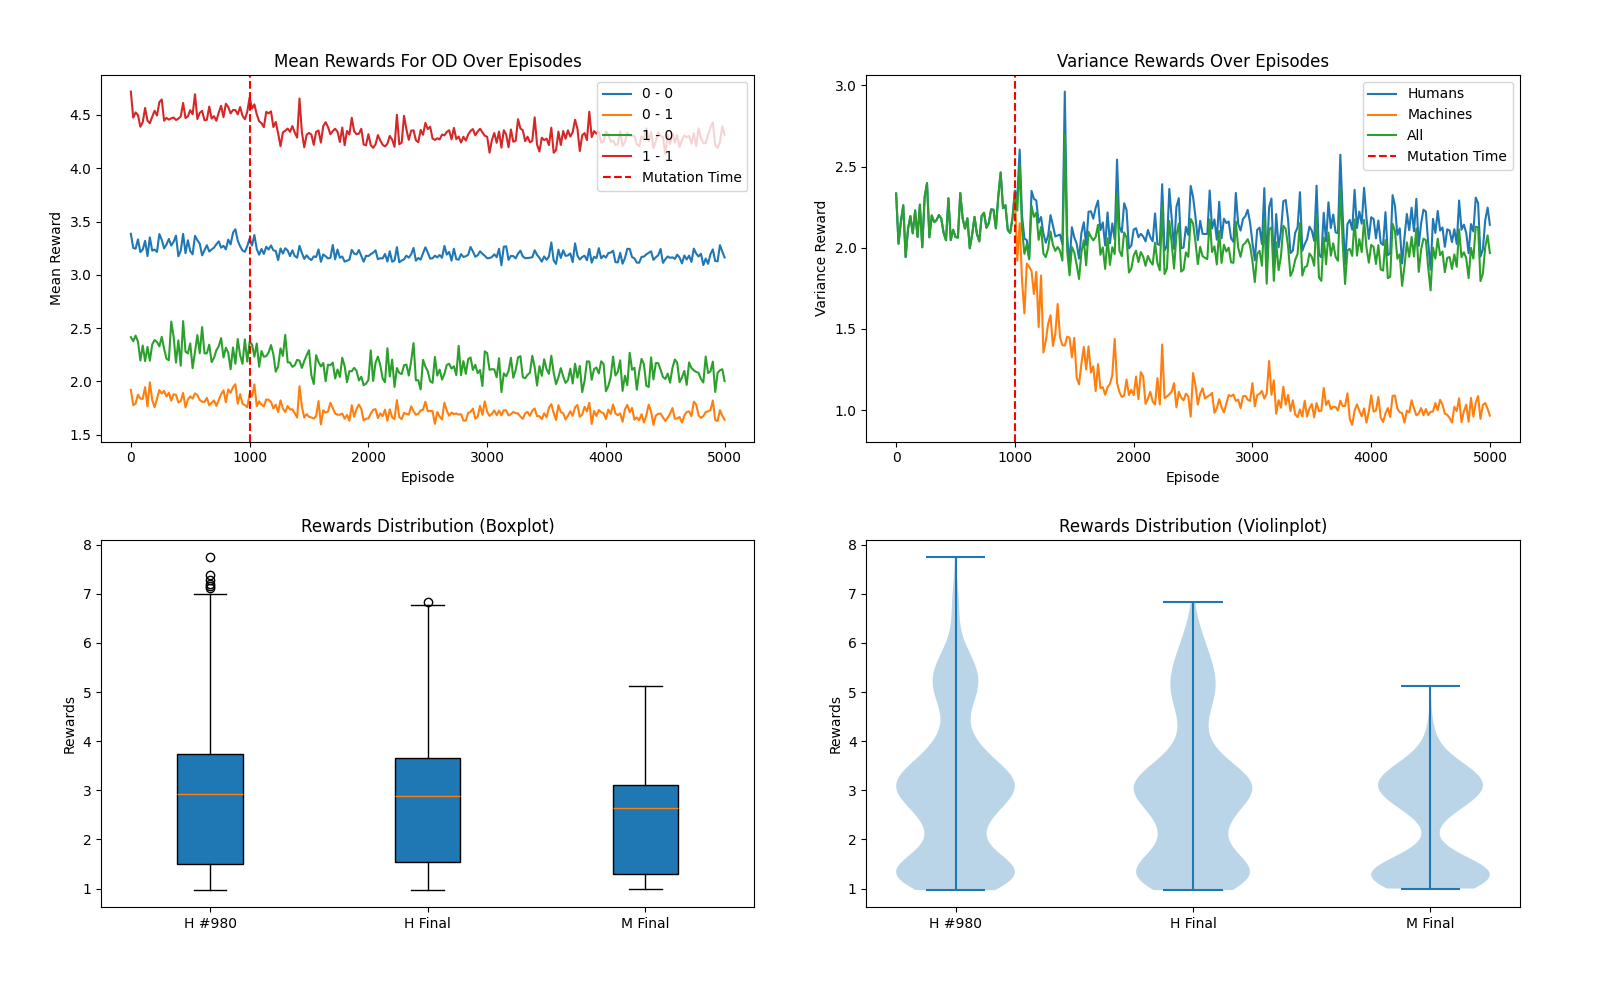 Mean Rewards For OD Over Episodes
Mean Reward
4.5
4.0
3.5
3.0
2.5
2.0
1.5
0 1000 2000 3000 4000 5000
Episode
0 - 0
0 - 1
1 - 0
1 - 1
Mutation Time
Variance Rewards Over Episodes
Variance Reward
3.0
2.5
2.0
1.5
1.0
0 1000 2000 3000 4000 5000
Episode
Humans
Machines
All
Mutation Time
Rewards Distribution (Boxplot)
Rewards
8
7
6
5
4
3
2
1
H #980 H Final M Final
Rewards Distribution (Violinplot)
Rewards
8
7
6
5
4
3
2
1
H #980 H Final M Final